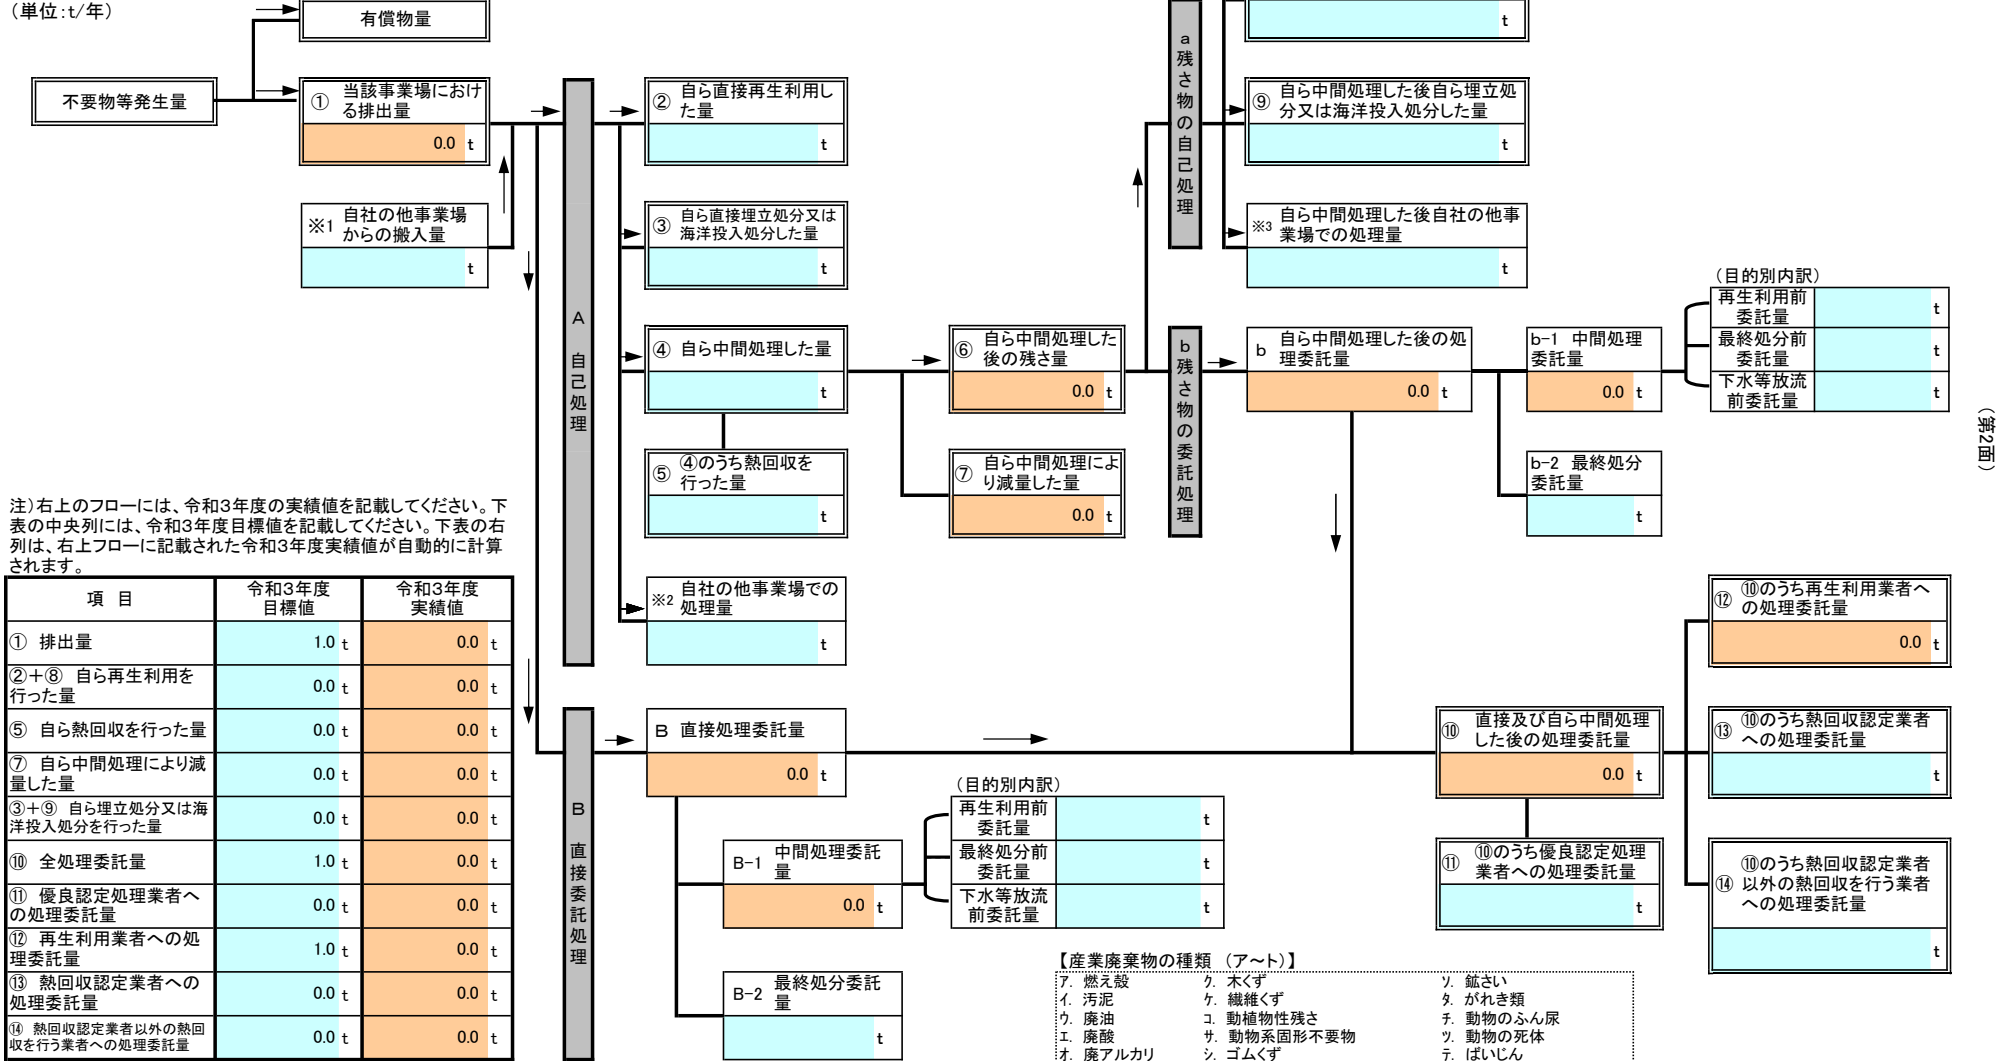 （単位：t/年）
有償物量
不要物等発生量
① 当該事業場におけ
る排出量
0.0 t
※1 自社の他事業場
からの搬入量
t
A
自
己
処
理
② 自ら直接再生利用し
た量
t
③ 自ら直接埋立処分又は
海洋投入処分した量
t
④ 自ら中間処理した量
t
⑤ ④のうち熱回収を
行った量
t
※2 自社の他事業場での
処理量
t
⑥ 自ら中間処理した
後の残さ量
0.0 t
⑦ 自ら中間処理によ
り減量した量
0.0 t
a
残
さ
物
の
自
己
処
理
t
⑨ 自ら中間処理した後自ら埋立処
分又は海洋投入処分した量
t
※3 自ら中間処理した後自社の他事
業場での処理量
t
b
残
さ
物
の
委
託
処
理
b 自ら中間処理した後の処
理委託量
0.0 t
b-1 中間処理
委託量
0.0 t
b-2 最終処分
委託量
t
（目的別内訳）
再生利用前
委託量 t
最終処分前
委託量 t
下水等放流
前委託量 t
（第2面）
注）右上のフローには、令和3年度の実績値を記載してください。下
表の中央列には、令和3年度目標値を記載してください。下表の右
列は、右上フローに記載された令和3年度実績値が自動的に計算
されます。
項 目 令和3年度 令和3年度
目標値 実績値
① 排出量 1.0 t 0.0 t
②＋⑧ 自ら再生利用を
行った量 0.0 t 0.0 t
⑤ 自ら熱回収を行った量 0.0 t 0.0 t
⑦ 自ら中間処理により減
量した量 0.0 t 0.0 t
③＋⑨ 自ら埋立処分又は海
洋投入処分を行った量 0.0 t 0.0 t
⑩ 全処理委託量 1.0 t 0.0 t
⑪ 優良認定処理業者へ
の処理委託量 0.0 t 0.0 t
⑫ 再生利用業者への処
理委託量 1.0 t 0.0 t
⑬ 熱回収認定業者への
処理委託量 0.0 t 0.0 t
⑭ 熱回収認定業者以外の熱回
収を行う業者への処理委託量 0.0 t 0.0 t
B
直
接
委
託
処
理
B 直接処理委託量
0.0 t
B-1 中間処理委託
量
0.0 t
B-2 最終処分委託
量
t
（目的別内訳）
再生利用前
委託量 t
最終処分前
委託量 t
下水等放流
前委託量 t
⑩ 直接及び自ら中間処理
した後の処理委託量
0.0 t
⑪ ⑩のうち優良認定処理
業者への処理委託量
t
⑫ ⑩のうち再生利用業者へ
の処理委託量
0.0 t
⑬ ⑩のうち熱回収認定業者
への処理委託量
t
⑭ ⑩のうち熱回収認定業者
以外の熱回収を行う業者
への処理委託量
t
【産業廃棄物の種類 （ア～ト）】
ア. 燃え殻 ク. 木くず ソ. 鉱さい
イ. 汚泥 ケ. 繊維くず タ. がれき類
ウ. 廃油 コ. 動植物性残さ チ. 動物のふん尿
エ. 廃酸 サ. 動物系固形不要物 ツ. 動物の死体
オ. 廃アルカリ シ. ゴムくず テ. ばいじん